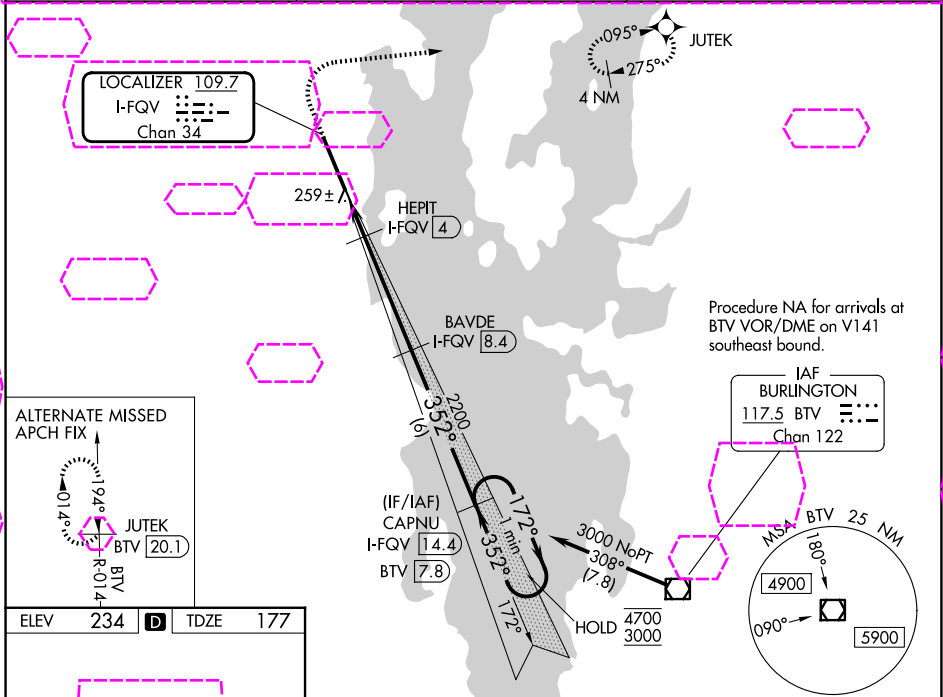 095°
JUTEK
275°
4 NM
LOCALIZER 109.7
I-FQV
Chan 34
259±
HEPIT
I-FQV 4
BAVDE
I-FQV 8.4
Procedure NA for arrivals at
BTV VOR/DME on V141
southeast bound.
IAF
BURLINGTON
117.5 BTV
Chan 122
2200
352°
(6)
ALTERNATE MISSED
APCH FIX
194°
014°
JUTEK
BTV 20.1
BTV
R-014
(IF/IAF)
CAPNU
I-FQV 14.4
BTV 7.8
172°
1 min
352°
172°
3000 NoPT
308°
(7.8)
HOLD 4700
3000
MSA BTV 25 NM
180°
4900
090°
5900
ELEV 234 D TDZE 177